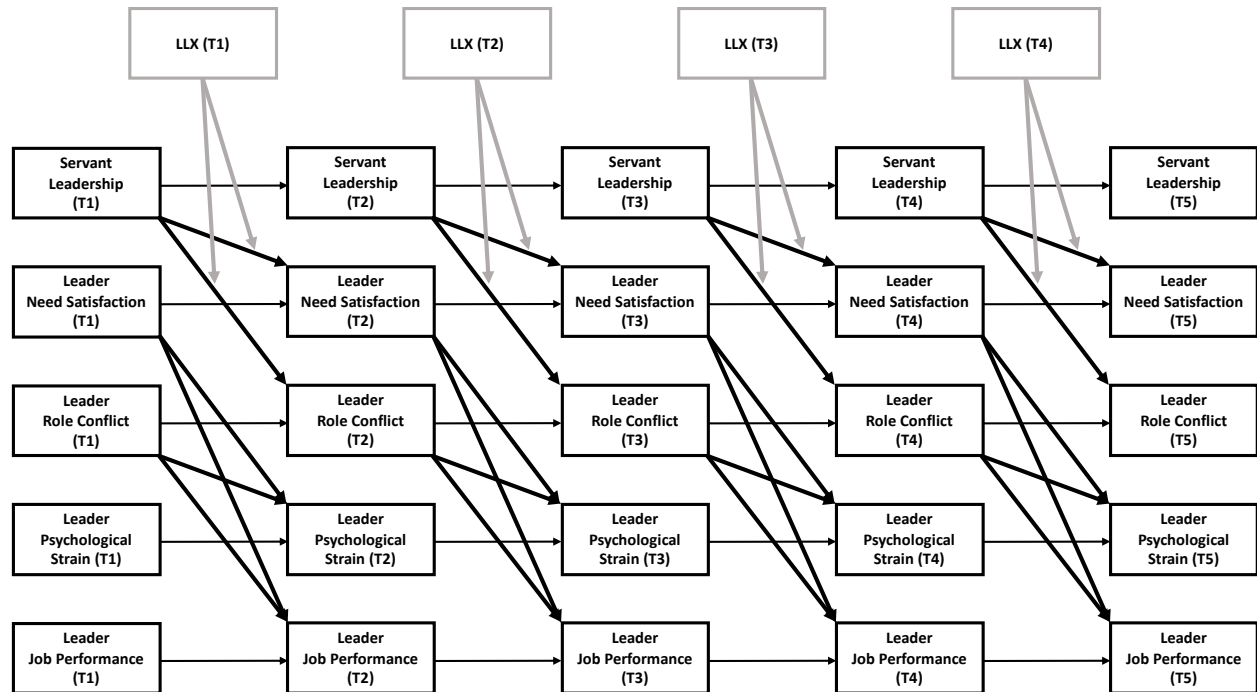 LLX (T1)
LLX (T2)
LLX (T3)
LLX (T4)
Servant
Leadership
(T1)
Servant
Leadership
(T2)
Servant
Leadership
(T3)
Servant
Leadership
(T4)
Servant
Leadership
(T5)
Leader
Need Satisfaction
(T1)
Leader
Need Satisfaction
(T2)
Leader
Need Satisfaction
(T3)
Leader
Need Satisfaction
(T4)
Leader
Need Satisfaction
(T5)
Leader
Role Conflict
(T1)
Leader
Role Conflict
(T2)
Leader
Role Conflict
(T3)
Leader
Role Conflict
(T4)
Leader
Role Conflict
(T5)
Leader
Psychological
Strain (T1)
Leader
Psychological
Strain (T2)
Leader
Psychological
Strain (T3)
Leader
Psychological
Strain (T4)
Leader
Psychological
Strain (T5)
Leader
Job Performance
(T1)
Leader
Job Performance
(T2)
Leader
Job Performance
(T3)
Leader
Job Performance
(T4)
Leader
Job Performance
(T5)